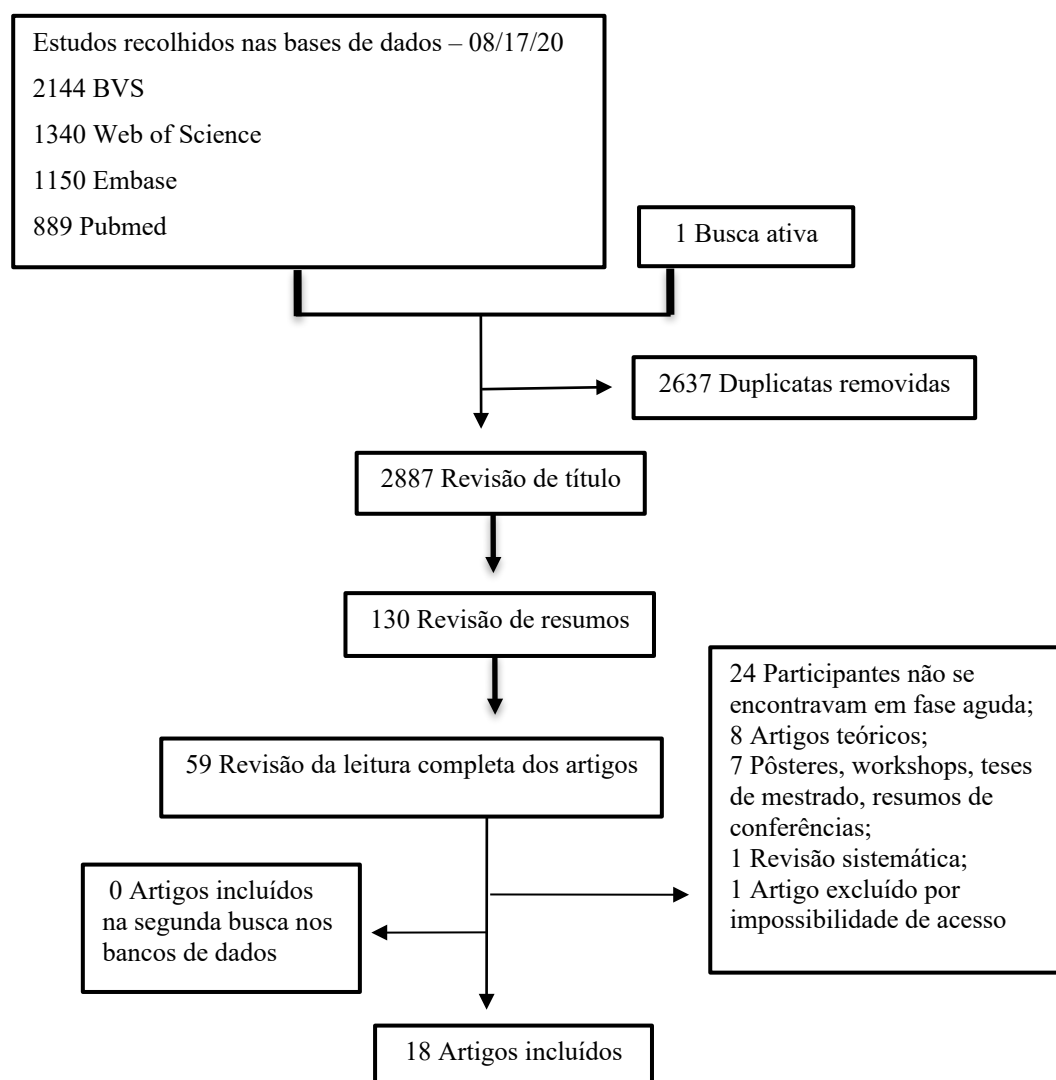 Estudos recolhidos nas bases de dados – 08/17/20
2144 BVS
1340 Web of Science
1150 Embase
889 Pubmed
1 Busca ativa
2637 Duplicatas removidas
2887 Revisão de título
130 Revisão de resumos
59 Revisão da leitura completa dos artigos
24 Participantes não se
encontravam em fase aguda;
8 Artigos teóricos;
7 Pôsteres, workshops, teses
de mestrado, resumos de
conferências;
1 Revisão sistemática;
1 Artigo excluído por
impossibilidade de acesso
0 Artigos incluídos
na segunda busca nos
bancos de dados
18 Artigos incluídos